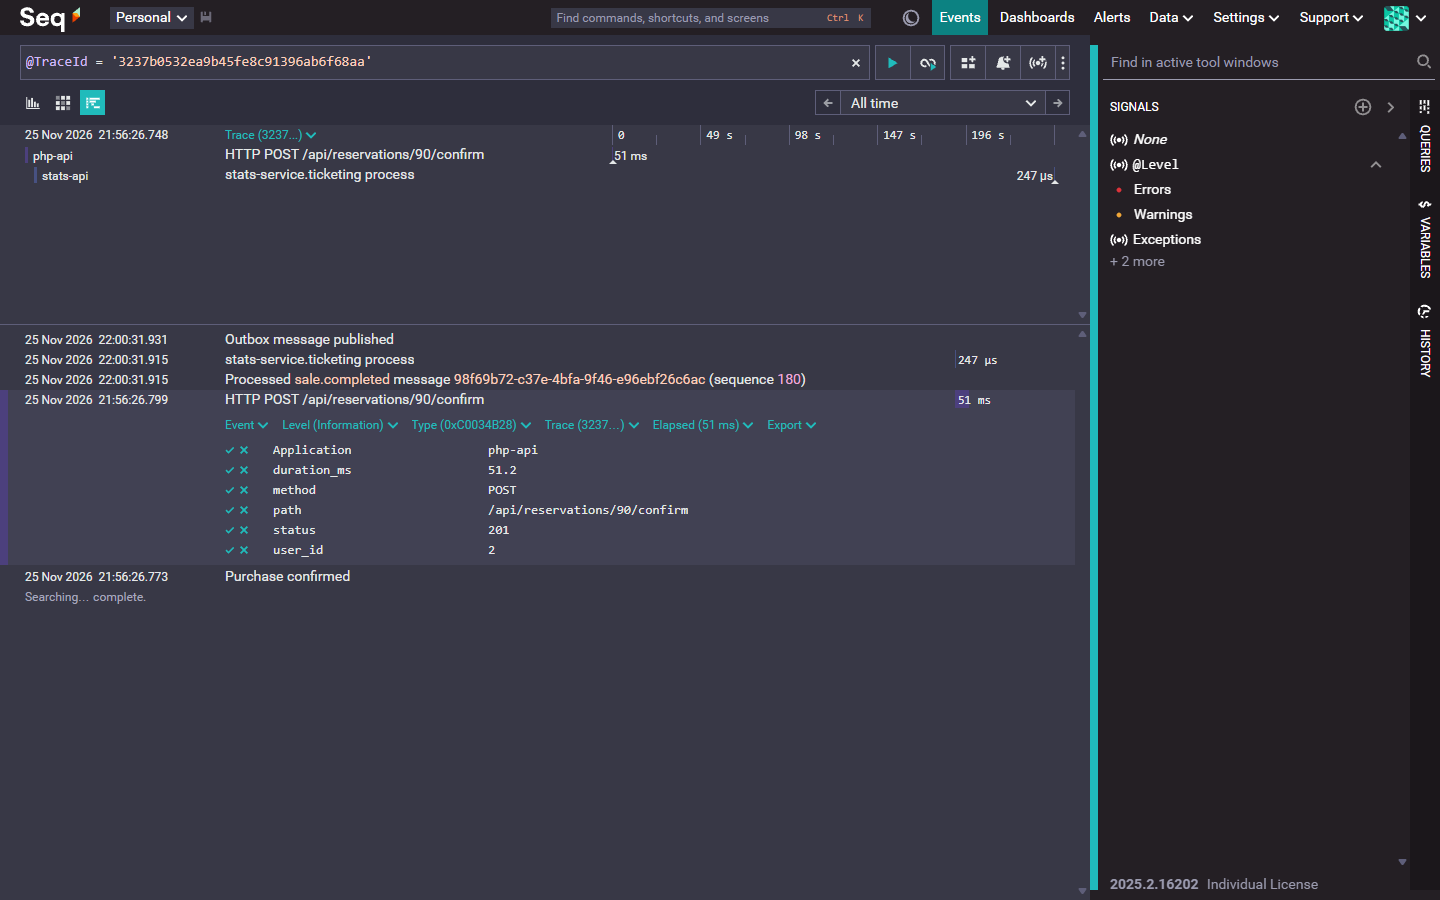 Seq
Personal
Find commands, shortcuts, and screens Ctrl K
Events Dashboards Alerts Data Settings Support
@TraceId = '3237b0532ea9b45fe8c91396ab6f68aa'
All time
25 Nov 2026 21:56:26.748 Trace (3237...) 0 49 s 98 s 147 s 196 s
php-api HTTP POST /api/reservations/90/confirm 51 ms
stats-api stats-service.ticketing process 247 µs
25 Nov 2026 22:00:31.931 Outbox message published
25 Nov 2026 22:00:31.915 stats-service.ticketing process 247 µs
25 Nov 2026 22:00:31.915 Processed sale.completed message 98f69b72-c37e-4bfa-9f46-e96ebf26c6ac (sequence 180)
25 Nov 2026 21:56:26.799 HTTP POST /api/reservations/90/confirm 51 ms
Event Level (Information) Type (0xC0034B28) Trace (3237...) Elapsed (51 ms) Export
Application php-api
duration_ms 51.2
method POST
path /api/reservations/90/confirm
status 201
user_id 2
25 Nov 2026 21:56:26.773 Purchase confirmed
Searching... complete.
Find in active tool windows
SIGNALS
None
@Level
Errors
Warnings
Exceptions
+ 2 more
QUERIES
VARIABLES
HISTORY
2025.2.16202 Individual License